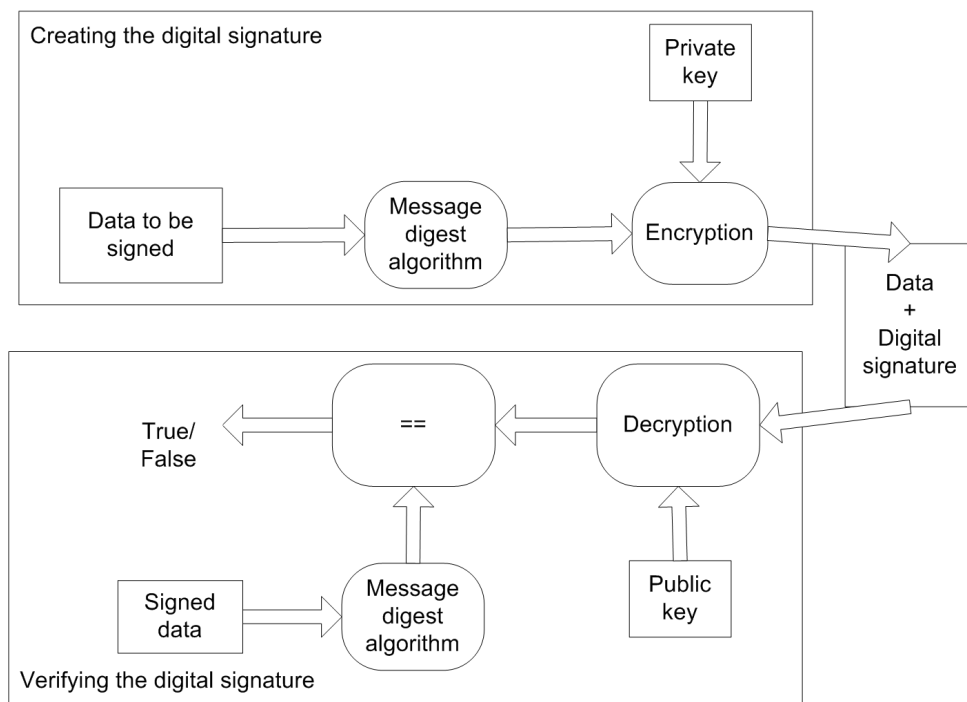 Creating the digital signature
Private
key
Data to be
signed
Message
digest
algorithm
Encryption
Data
+
Digital
signature
True/
False
==
Decryption
Signed
data
Message
digest
algorithm
Public
key
Verifying the digital signature